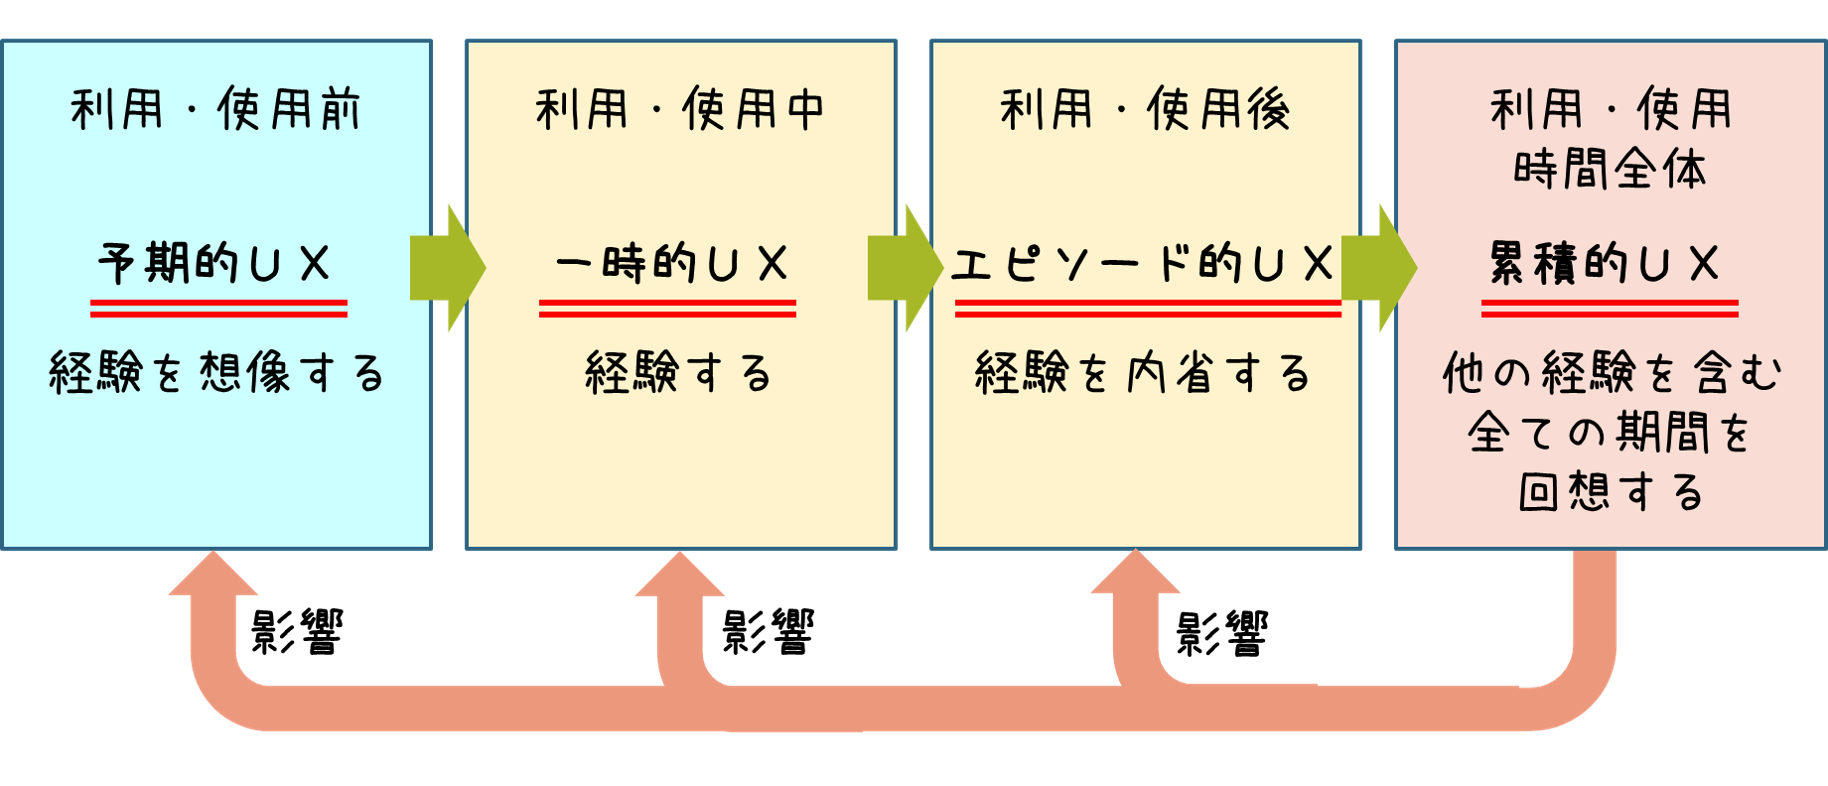 利用・使用前
予期的UX
経験を想像する
利用・使用中
一時的UX
経験する
利用・使用後
エピソード的UX
経験を内省する
利用・使用
時間全体
累積的UX
他の経験を含む
全ての期間を
回想する
影響
影響
影響